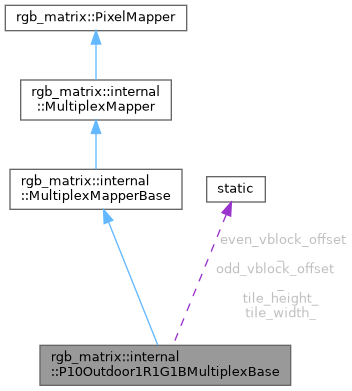 rgb_matrix::PixelMapper
rgb_matrix::internal
::MultiplexMapper
rgb_matrix::internal
::MultiplexMapperBase
static
even_vblock_offset
_
odd_vblock_offset
_
tile_height_
tile_width_
rgb_matrix::internal
::P10Outdoor1R1G1BMultiplexBase